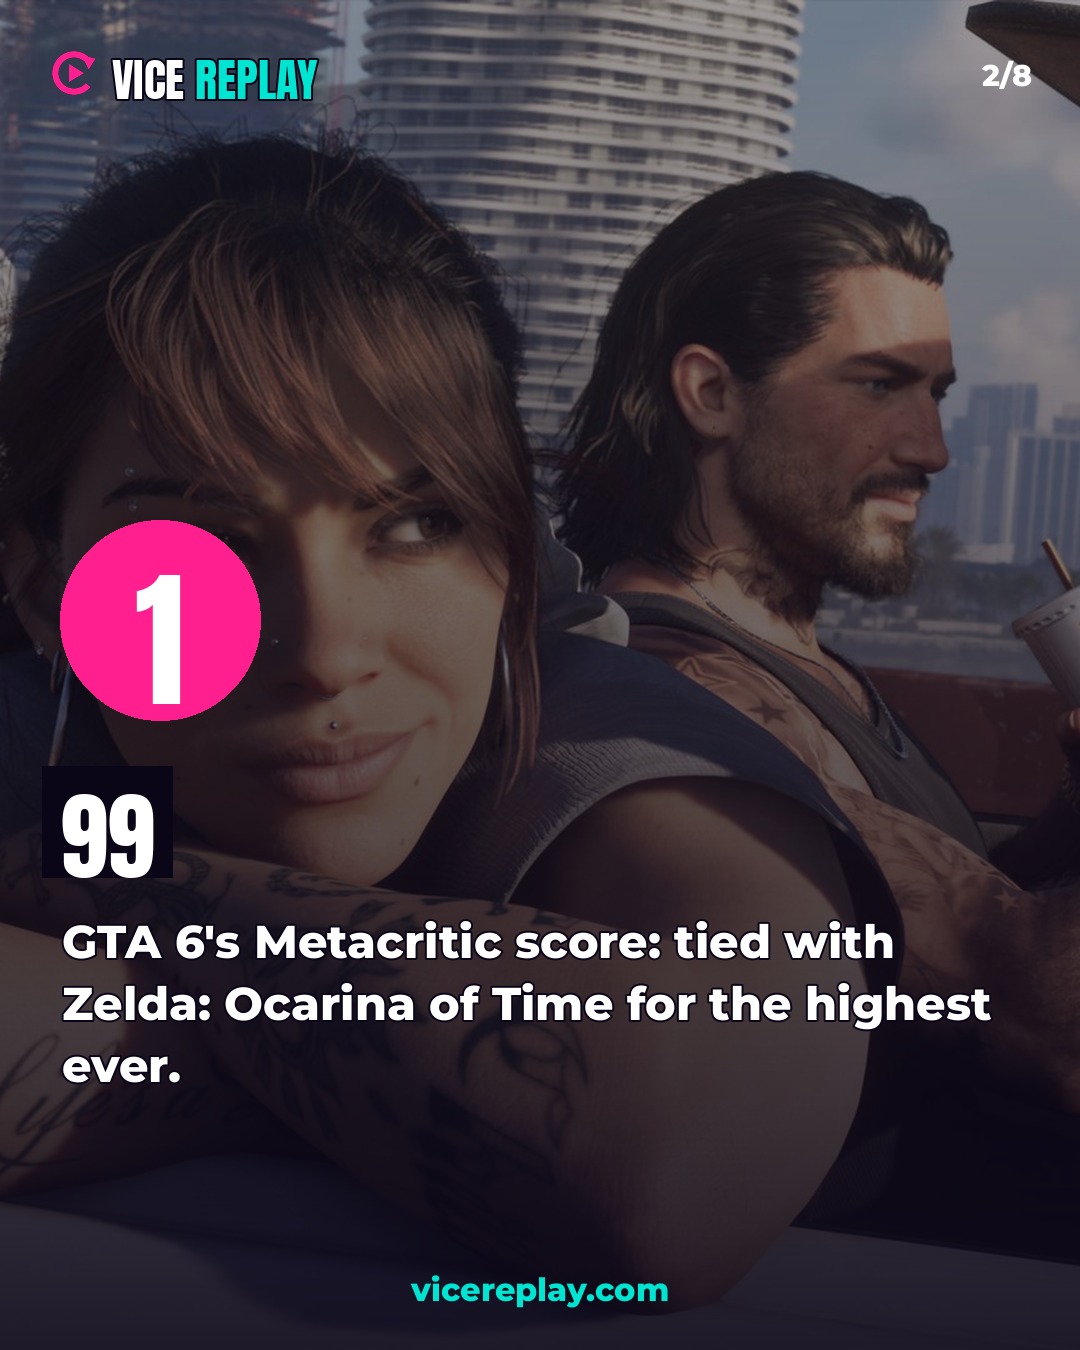 VICE REPLAY
2/8
1
99
GTA 6's Metacritic score: tied with
Zelda: Ocarina of Time for the highest
ever.
vicereplay.com